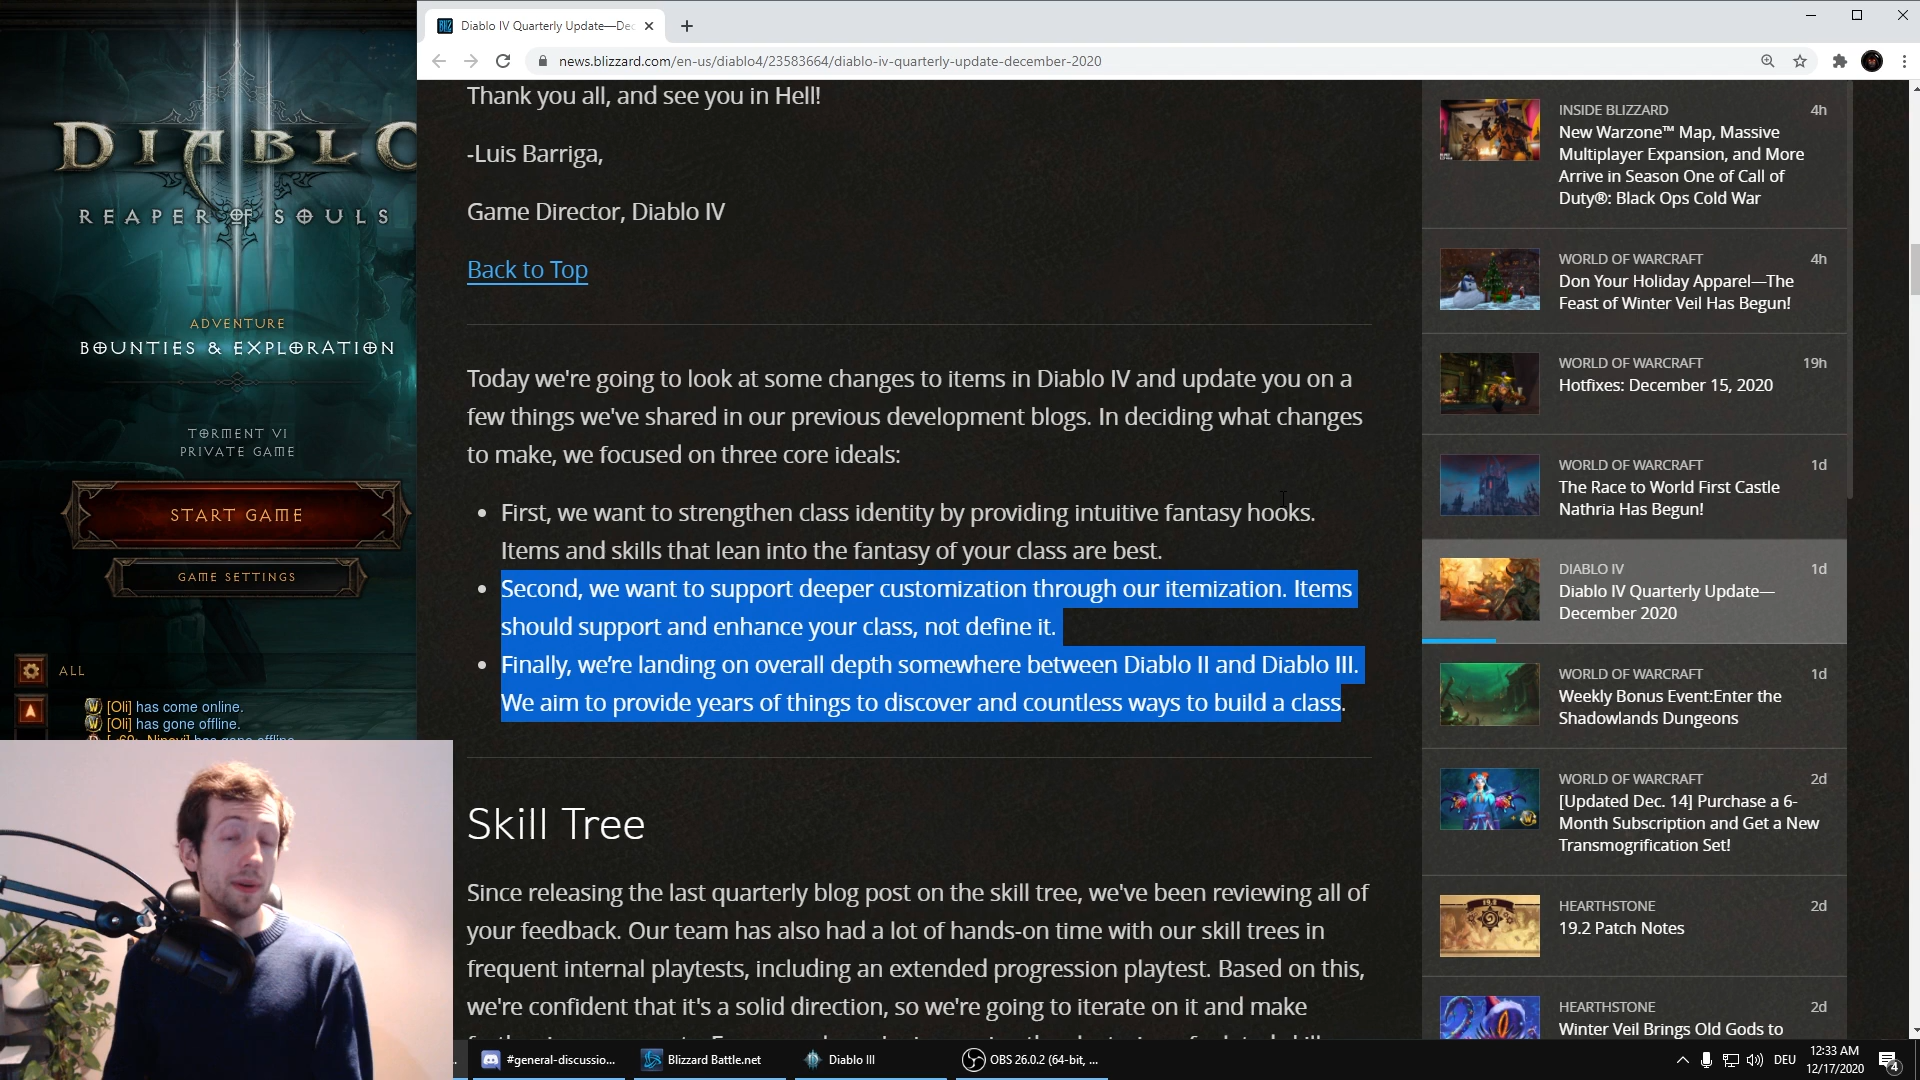 DIABLO
REAPER OF SOULS
ADVENTURE
BOUNTIES & EXPLORATION
TORMENT VI
PRIVATE GAME
START GAME
GAME SETTINGS
ALL
[Oli] has come online.
[Oli] has gone offline.
Diablo IV Quarterly Update—Dec
news.blizzard.com/en-us/diablo4/23583664/diablo-iv-quarterly-update-december-2020
Thank you all, and see you in Hell!
-Luis Barriga,
Game Director, Diablo IV
Back to Top
Today we're going to look at some changes to items in Diablo IV and update you on a
few things we've shared in our previous development blogs. In deciding what changes
to make, we focused on three core ideals:
First, we want to strengthen class identity by providing intuitive fantasy hooks.
Items and skills that lean into the fantasy of your class are best.
Second, we want to support deeper customization through our itemization. Items
should support and enhance your class, not define it.
Finally, we’re landing on overall depth somewhere between Diablo II and Diablo III.
We aim to provide years of things to discover and countless ways to build a class.
Skill Tree
Since releasing the last quarterly blog post on the skill tree, we've been reviewing all of
your feedback. Our team has also had a lot of hands-on time with our skill trees in
frequent internal playtests, including an extended progression playtest. Based on this,
we're confident that it's a solid direction, so we're going to iterate on it and make
INSIDE BLIZZARD 4h
New Warzone™ Map, Massive
Multiplayer Expansion, and More
Arrive in Season One of Call of
Duty®: Black Ops Cold War
WORLD OF WARCRAFT 4h
Don Your Holiday Apparel—The
Feast of Winter Veil Has Begun!
WORLD OF WARCRAFT 19h
Hotfixes: December 15, 2020
WORLD OF WARCRAFT 1d
The Race to World First Castle
Nathria Has Begun!
DIABLO IV 1d
Diablo IV Quarterly Update—
December 2020
WORLD OF WARCRAFT 1d
Weekly Bonus Event:Enter the
Shadowlands Dungeons
WORLD OF WARCRAFT 2d
[Updated Dec. 14] Purchase a 6-
Month Subscription and Get a New
Transmogrification Set!
HEARTHSTONE 2d
19.2 Patch Notes
HEARTHSTONE 2d
Winter Veil Brings Old Gods to
#general-discussio... Blizzard Battle.net Diablo III OBS 26.0.2 (64-bit, ...
DEU
12:33 AM
12/17/2020
4